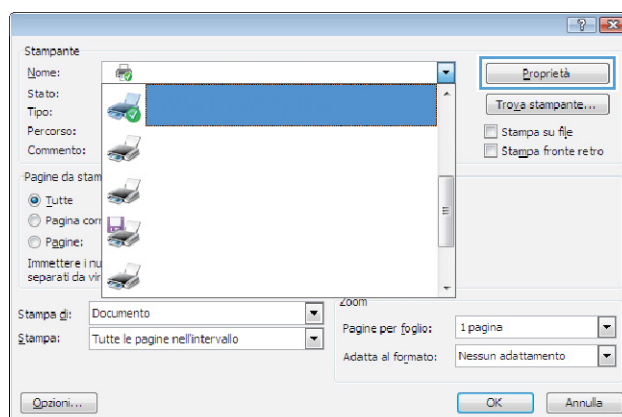 Stampante
Nome:
Proprietà
Stato:
Tipo:
Trova stampante...
Percorso:
Stampa su file
Commento:
Stampa fronte retro
Pagine da stam
Tutte
Pagina corr
Pagine:
Immettere i nu
separati da vir
Zoom
Stampa di: Documento
Pagine per foglio: 1 pagina
Stampa: Tutte le pagine nell'intervallo
Adatta al formato: Nessun adattamento
Opzioni...
OK Annulla